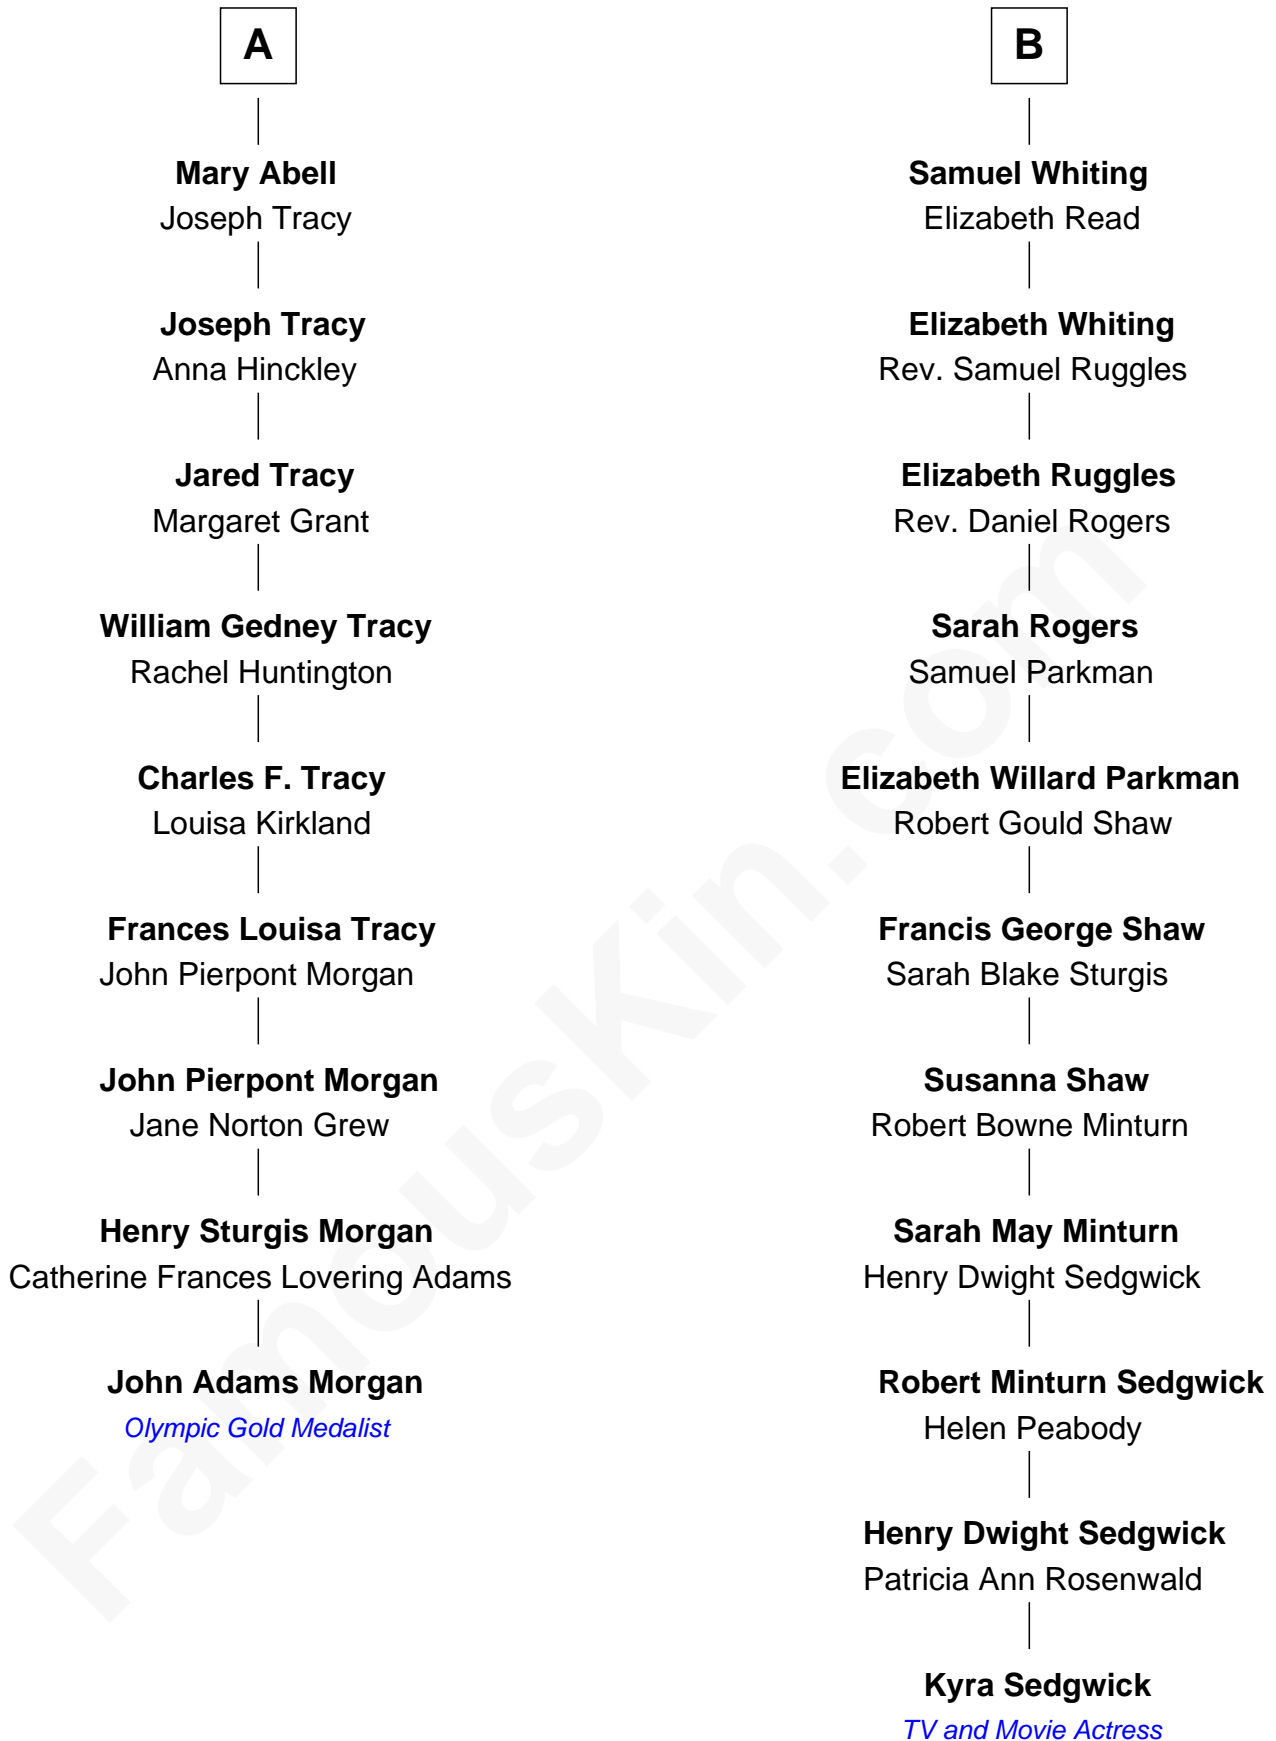 A
Mary Abell
Joseph Tracy
Joseph Tracy
Anna Hinckley
Jared Tracy
Margaret Grant
William Gedney Tracy
Rachel Huntington
Charles F. Tracy
Louisa Kirkland
Frances Louisa Tracy
John Pierpont Morgan
John Pierpont Morgan
Jane Norton Grew
Henry Sturgis Morgan
Catherine Frances Lovering Adams
John Adams Morgan
Olympic Gold Medalist
B
Samuel Whiting
Elizabeth Read
Elizabeth Whiting
Rev. Samuel Ruggles
Elizabeth Ruggles
Rev. Daniel Rogers
Sarah Rogers
Samuel Parkman
Elizabeth Willard Parkman
Robert Gould Shaw
Francis George Shaw
Sarah Blake Sturgis
Susanna Shaw
Robert Bowne Minturn
Sarah May Minturn
Henry Dwight Sedgwick
Robert Minturn Sedgwick
Helen Peabody
Henry Dwight Sedgwick
Patricia Ann Rosenwald
Kyra Sedgwick
TV and Movie Actress
FamousKin.com